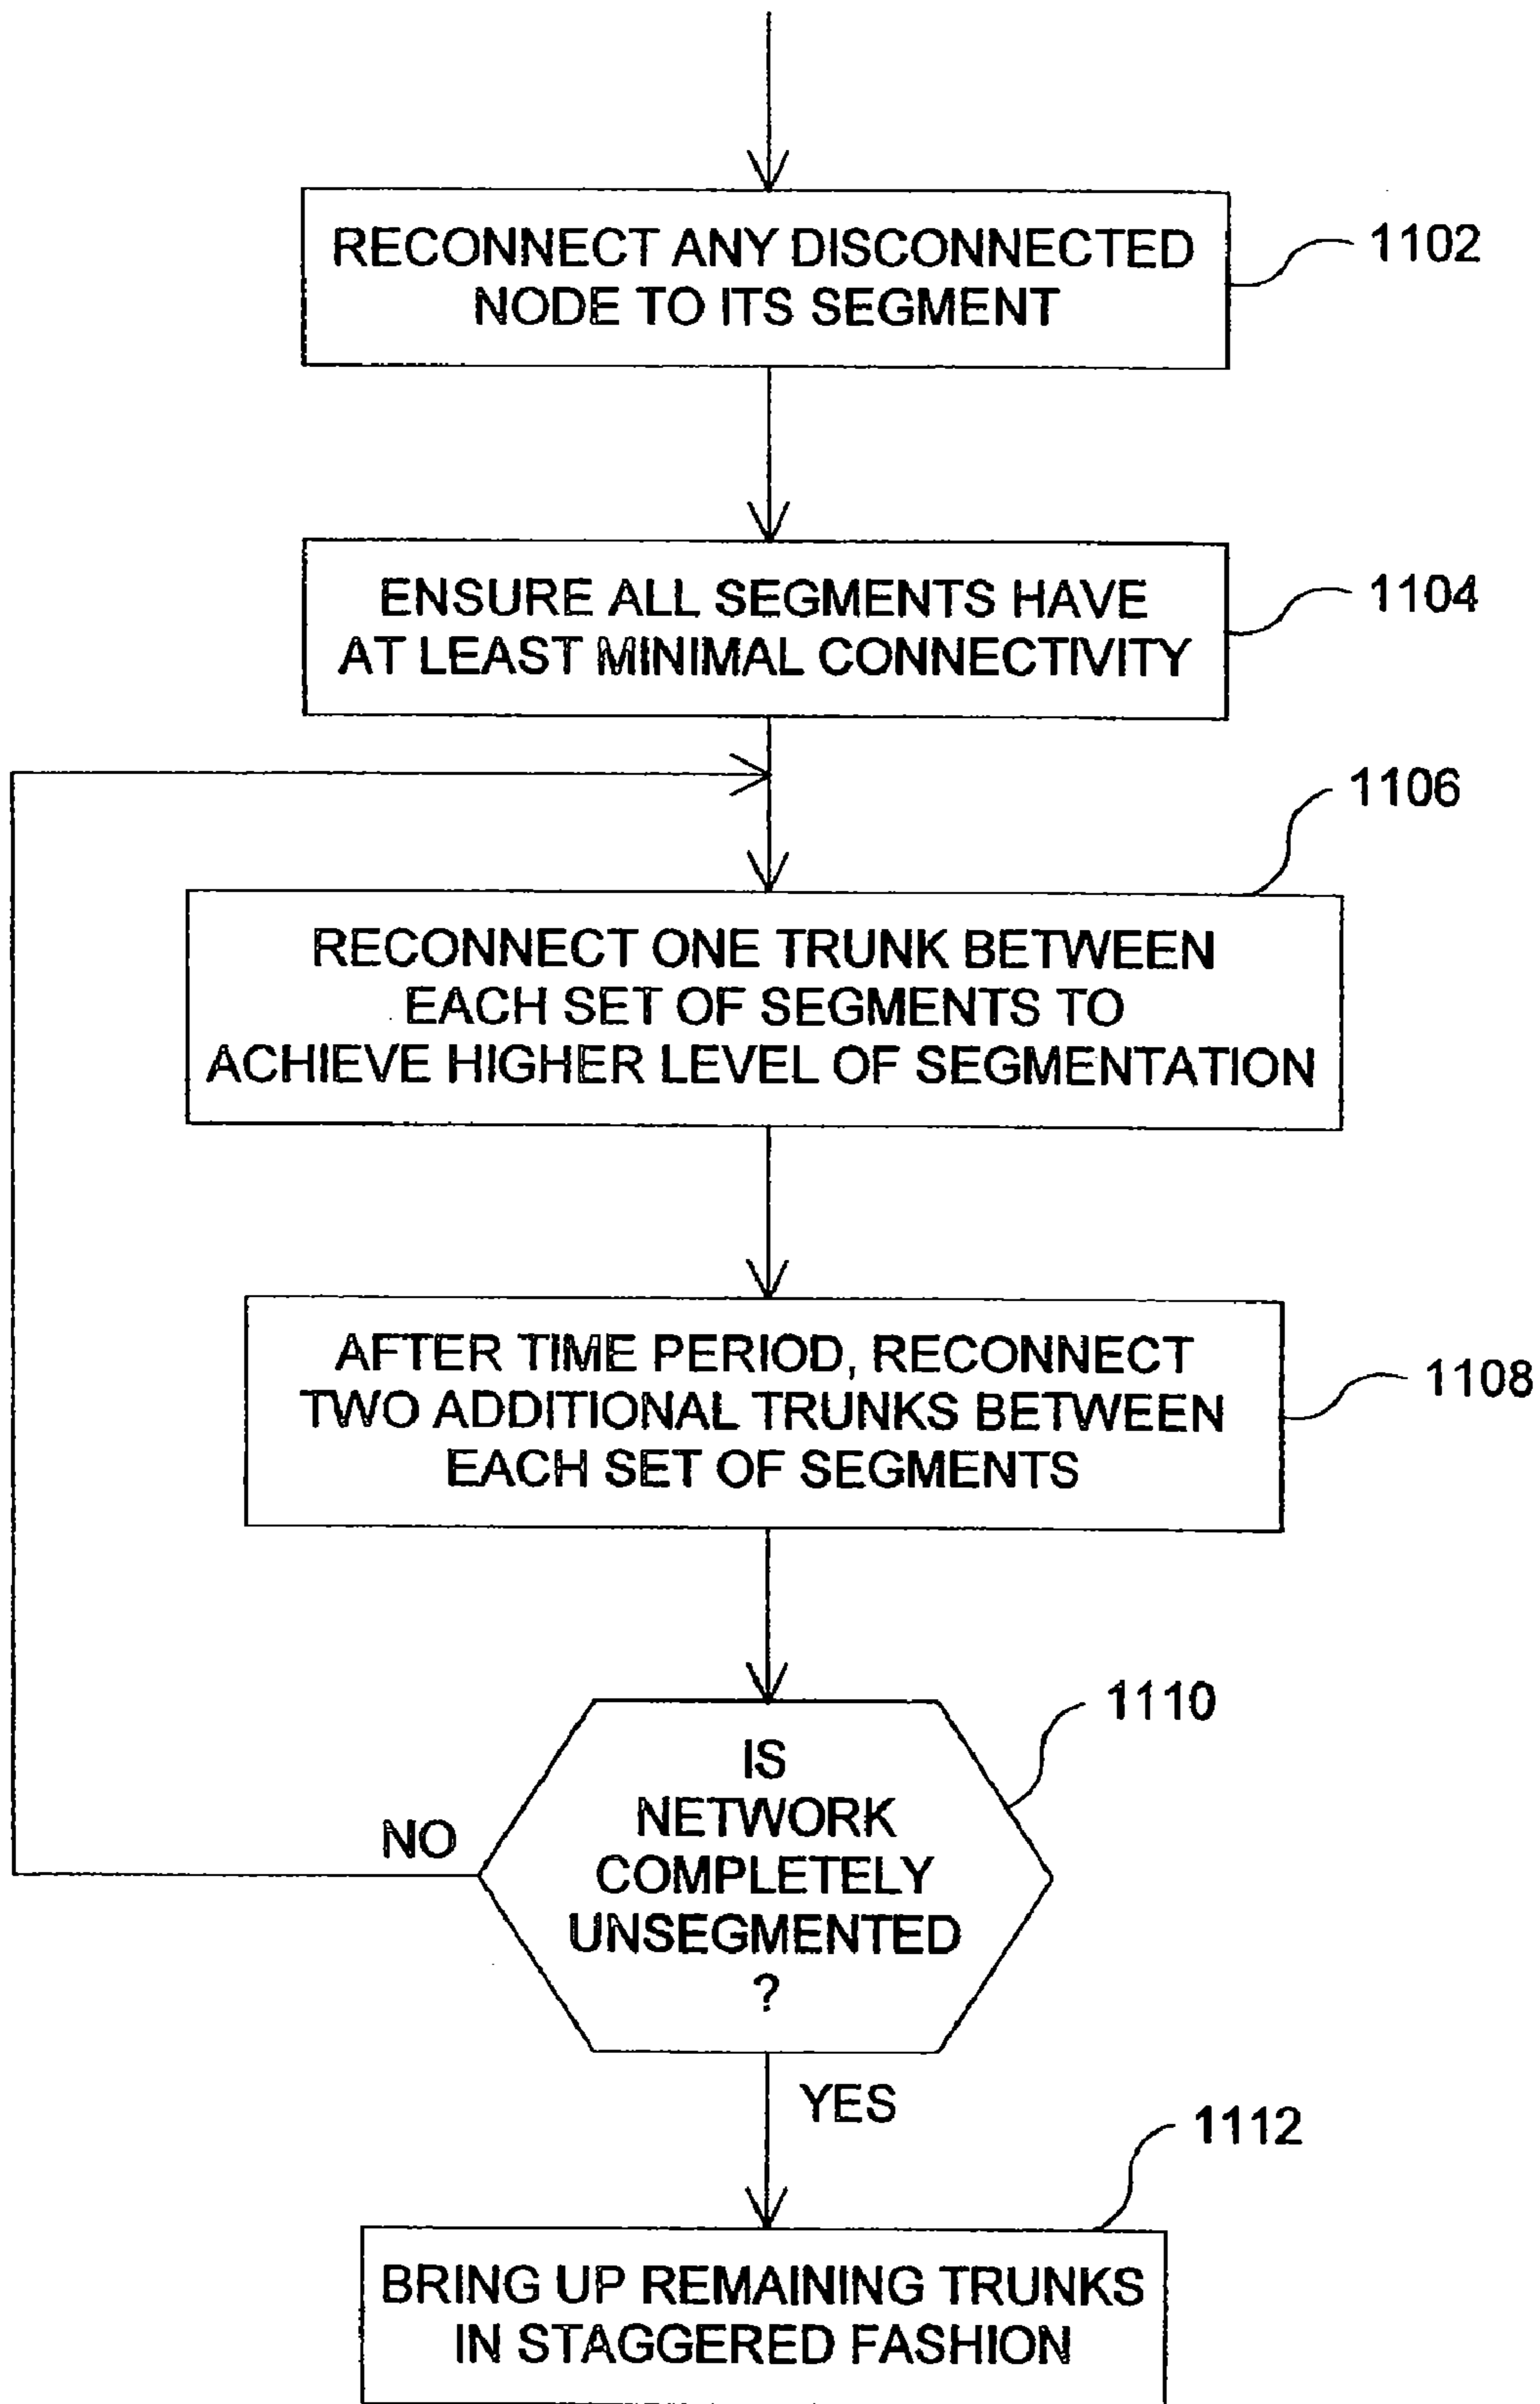 RECONNECT ANY DISCONNECTED
NODE TO ITS SEGMENT
1102
ENSURE ALL SEGMENTS HAVE
AT LEAST MINIMAL CONNECTIVITY
1104
1106
RECONNECT ONE TRUNK BETWEEN
EACH SET OF SEGMENTS TO
ACHIEVE HIGHER LEVEL OF SEGMENTATION
AFTER TIME PERIOD, RECONNECT
TWO ADDITIONAL TRUNKS BETWEEN
EACH SET OF SEGMENTS
1108
1110
IS
NETWORK
COMPLETELY
UNSEGMENTED
?
NO
YES
1112
BRING UP REMAINING TRUNKS
IN STAGGERED FASHION